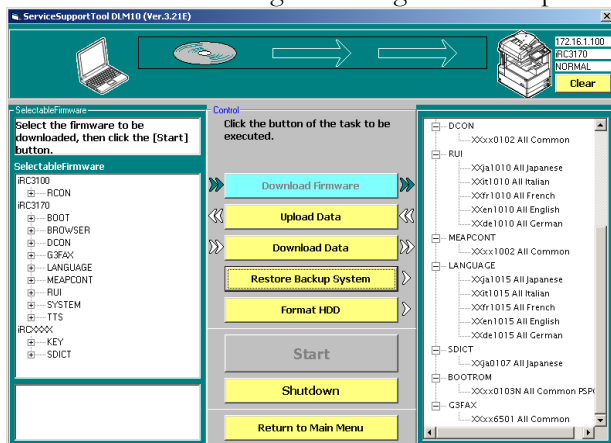 ServiceSupportTool DLM10 (Ver.3.21E)
172.16.1.100
iRC3170
NORMAL
Clear
SelectableFirmware
Select the firmware to be
downloaded, then click the [Start]
button.
SelectableFirmware
iRC3100
RCON
iRC3170
BOOT
BROWSER
DCON
G3FAX
LANGUAGE
MEAPCONT
RUI
SYSTEM
TTS
iRCXXXX
KEY
SDICT
Control
Click the button of the task to be
executed.
Download Firmware
Upload Data
Download Data
Restore Backup System
Format HDD
Start
Shutdown
Return to Main Menu
DCON
XXxx0102 All Common
RUI
XXja1010 All Japanese
XXit1010 All Italian
XXfr1010 All French
XXen1010 All English
XXde1010 All German
MEAPCONT
XXxx1002 All Common
LANGUAGE
XXja1015 All Japanese
XXit1015 All Italian
XXfr1015 All French
XXen1015 All English
XXde1015 All German
SDICT
XXja0107 All Japanese
BOOTROM
XXxx0103N All Common
G3FAX
XXxx6501 All Common